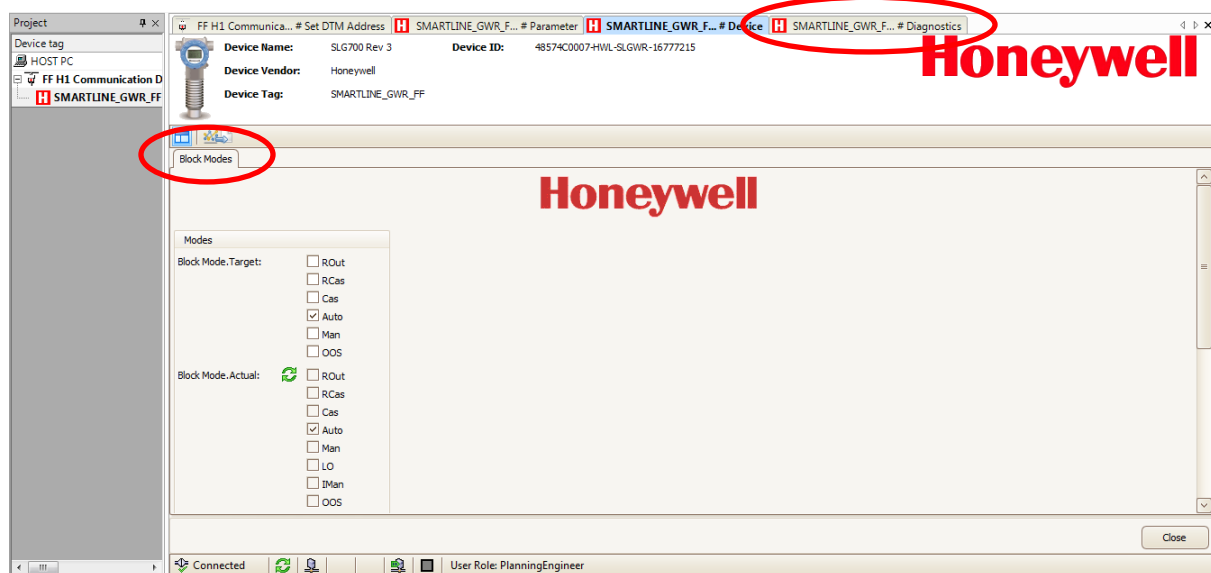 Project
Device tag
HOST PC
FF H1 Communication D
SMARTLINE_GWR_FF
FF H1 Communica... # Set DTM Address
SMARTLINE_GWR_F... # Parameter
SMARTLINE_GWR_F... # Device
SMARTLINE_GWR_F... # Diagnostics
Device Name: SLG700 Rev 3 Device ID: 48574C0007-HWL-SLGWR-16777215
Device Vendor: Honeywell
Device Tag: SMARTLINE_GWR_FF
Honeywell
Block Modes
Honeywell
Modes
Block Mode.Target: ROut
RCas
Cas
Auto
Man
OOS
Block Mode.Actual: ROut
RCas
Cas
Auto
Man
LO
IMan
OOS
Close
Connected User Role: PlanningEngineer